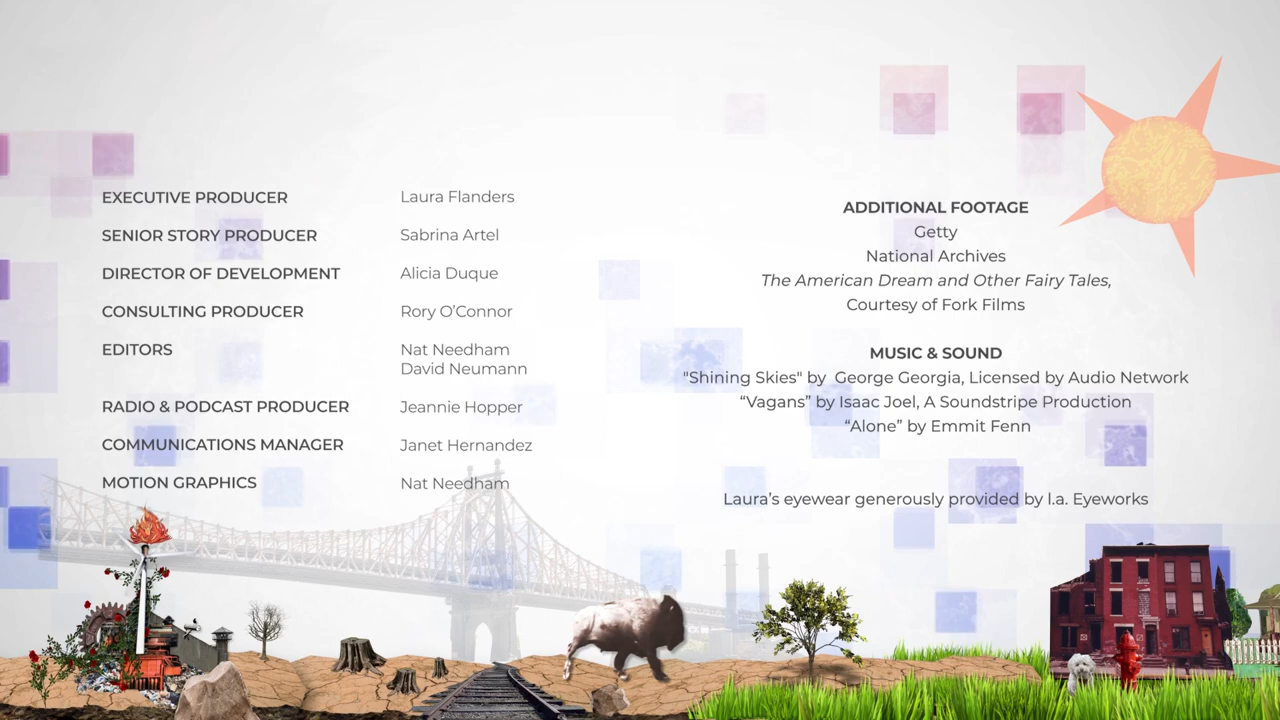 EXECUTIVE PRODUCER Laura Flanders
SENIOR STORY PRODUCER Sabrina Artel
DIRECTOR OF DEVELOPMENT Alicia Duque
CONSULTING PRODUCER Rory O’Connor
EDITORS Nat Needham
David Neumann
RADIO & PODCAST PRODUCER Jeannie Hopper
COMMUNICATIONS MANAGER Janet Hernandez
MOTION GRAPHICS Nat Needham
ADDITIONAL FOOTAGE
Getty
National Archives
The American Dream and Other Fairy Tales,
Courtesy of Fork Films
MUSIC & SOUND
"Shining Skies" by George Georgia, Licensed by Audio Network
“Vagans” by Isaac Joel, A Soundstripe Production
“Alone” by Emmit Fenn
Laura’s eyewear generously provided by l.a. Eyeworks